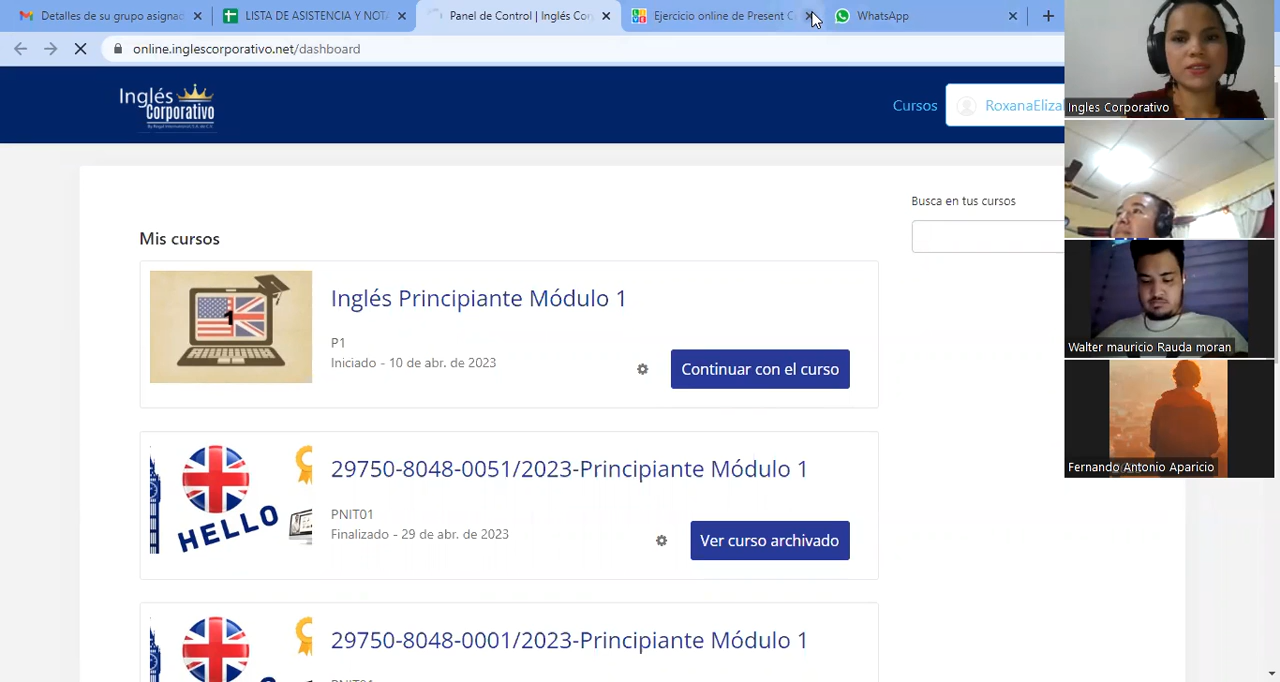 Detalles de su grupo asignad
LISTA DE ASISTENCIA Y NOTA
Panel de Control | Inglés Cor
Ejercicio online de Present C
WhatsApp
online.inglescorporativo.net/dashboard
Inglés
Corporativo
Cursos
RoxanaEliza
Ingles Corporativo
Busca en tus cursos
Mis cursos
Inglés Principiante Módulo 1
P1
Iniciado - 10 de
de 2023
Continuar con el curso
Walter mauricio Rauda moran
HELLO
29750-8048-0051/2023-Principiante Módulo 1
PNIT01
Finalizado - 29 de abr. de 2023
Ver curso archivado
Fernando Antonio Aparicio
29750-8048-0001/2023-Principiante Módulo 1